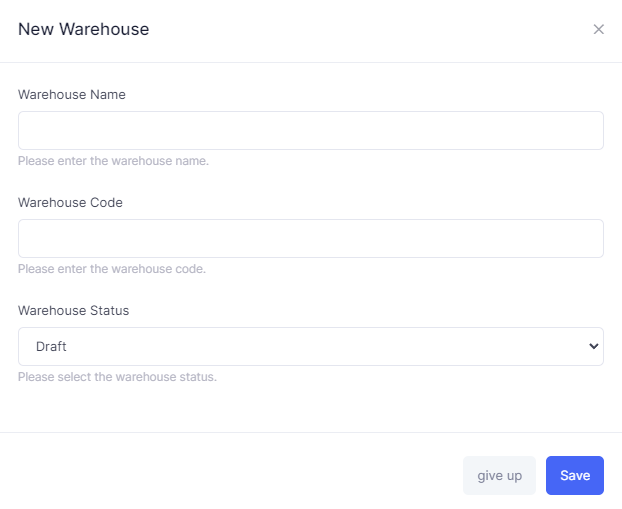 New Warehouse
Warehouse Name
Please enter the warehouse name.
Warehouse Code
Please enter the warehouse code.
Warehouse Status
Draft
Please select the warehouse status.
give up
Save